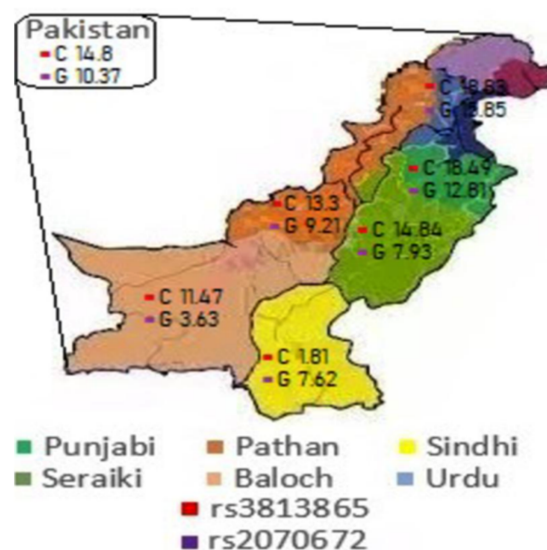 Pakistan
C 14.8
G 10.37
C
G
C 18.49
G 12.81
C 13.3
G 9.21
C 14.84
G 7.93
C 11.47
G 3.63
C 1.81
G 7.62
Punjabi Pathan Sindhi
Seraiki Baloch Urdu
rs3813865
rs2070672